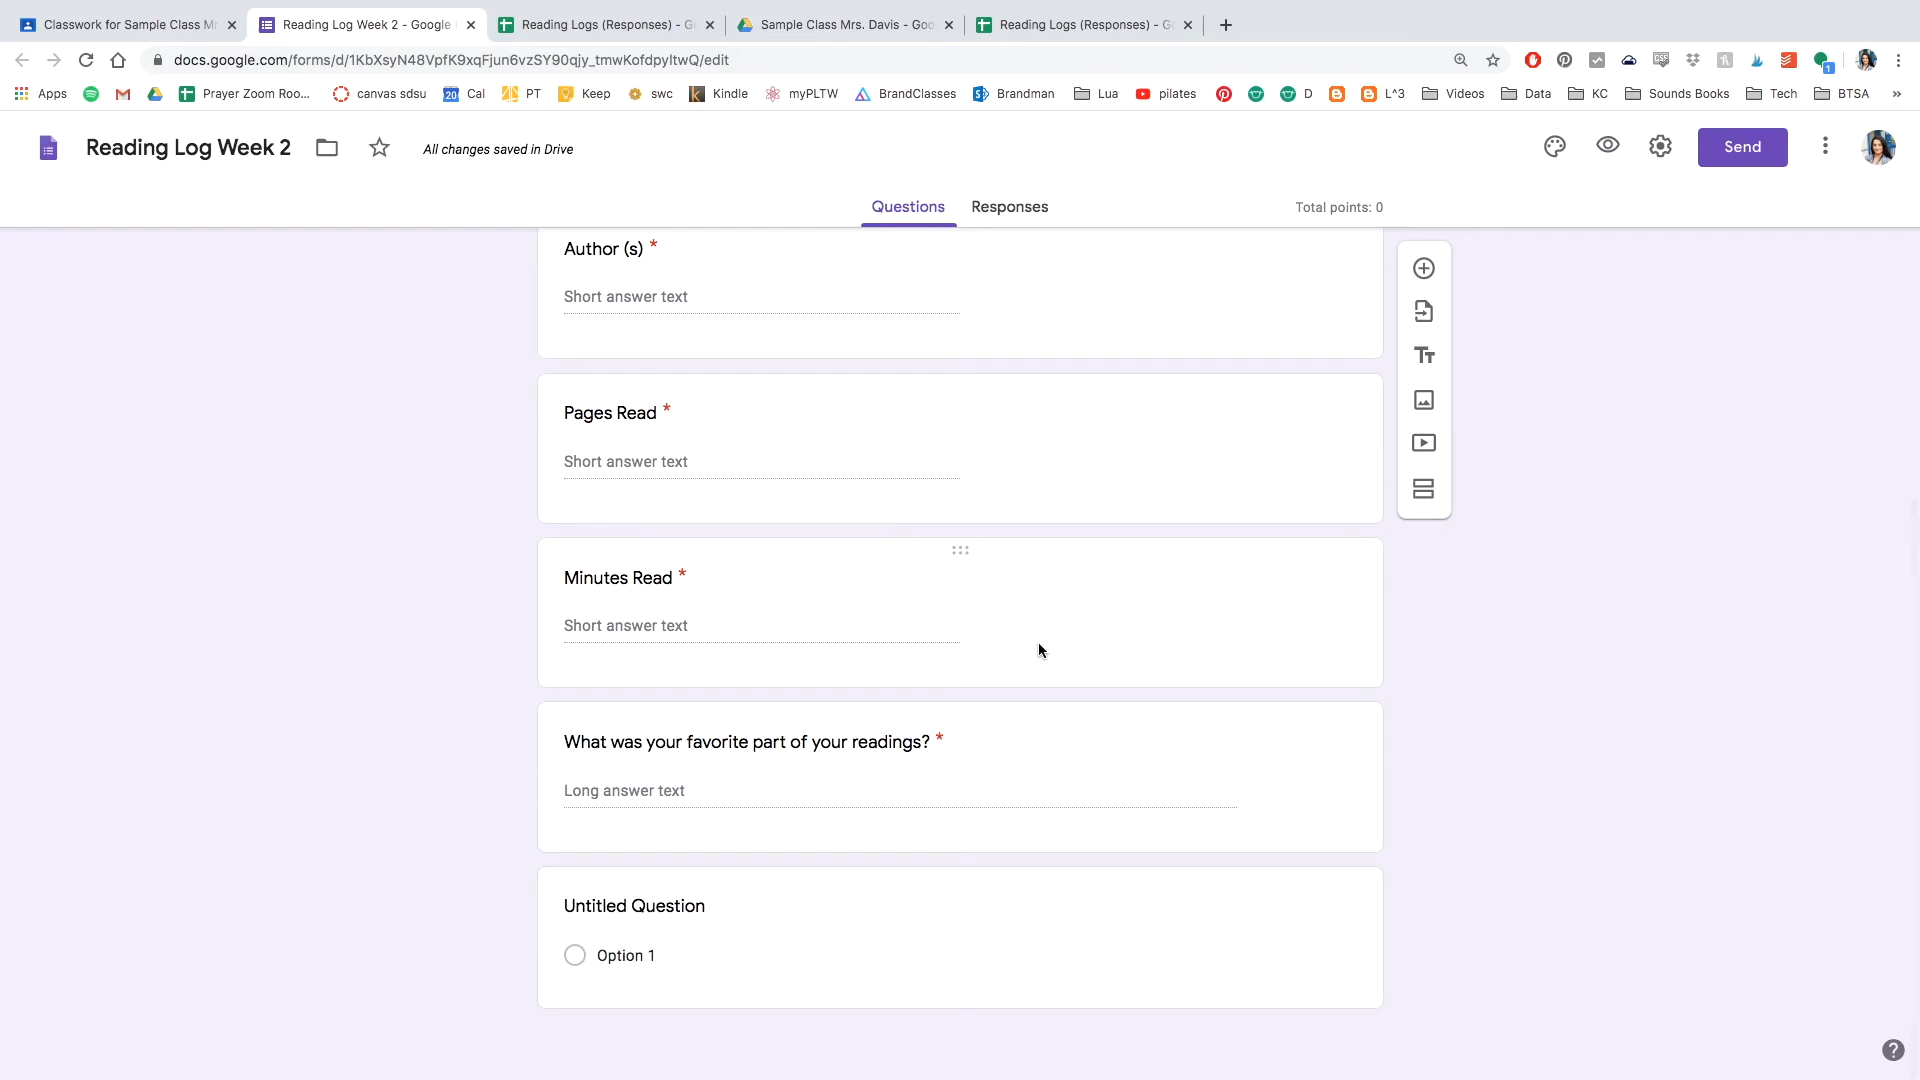 Classwork for Sample Class Mr
Reading Log Week 2 - Google
Reading Logs (Responses) - G
Sample Class Mrs. Davis - Goo
Reading Logs (Responses) - G
docs.google.com/forms/d/1KbXsyN48VpfK9xqFjun6vzSY90qjy_tmwKofdpyItwQ/edit
1
Apps
Prayer Zoom Roo...
canvas sdsu
20
Cal
PT
Keep
swc
Kindle
myPLTW
BrandClasses
Brandman
Lua
pilates
D
L^3
Videos
Data
KC
Sounds Books
Tech
BTSA
»
Reading Log Week 2
All changes saved in Drive
Send
Questions
Responses
Total points: 0
Author (s) *
Short answer text
Pages Read *
Short answer text
Minutes Read *
Short answer text
What was your favorite part of your readings? *
Long answer text
Untitled Question
Option 1